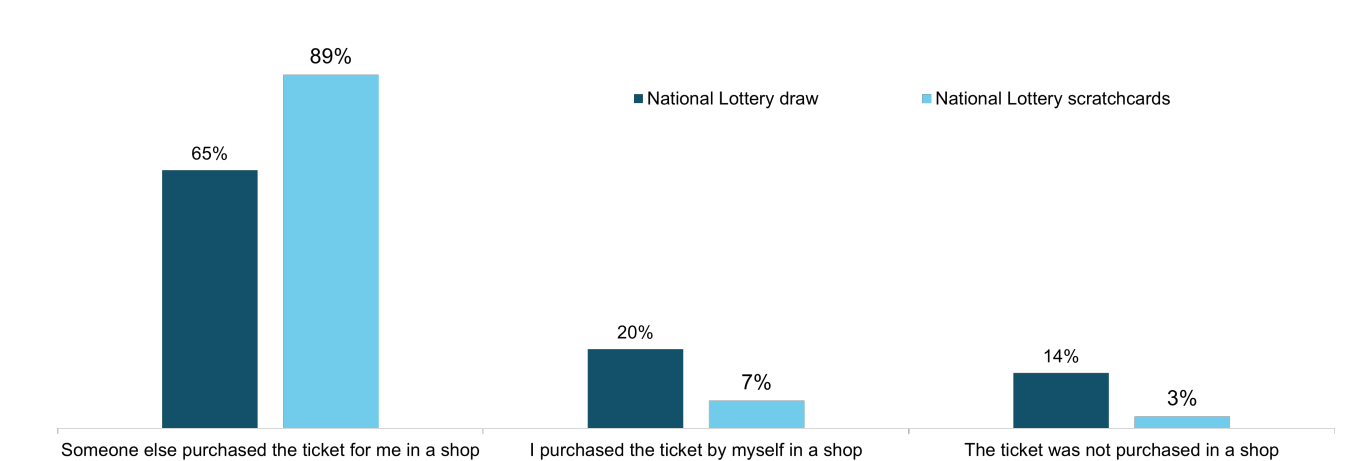 89%
National Lottery draw
National Lottery scratchcards
65%
20%
14%
7%
3%
Someone else purchased the ticket for me in a shop
I purchased the ticket by myself in a shop
The ticket was not purchased in a shop